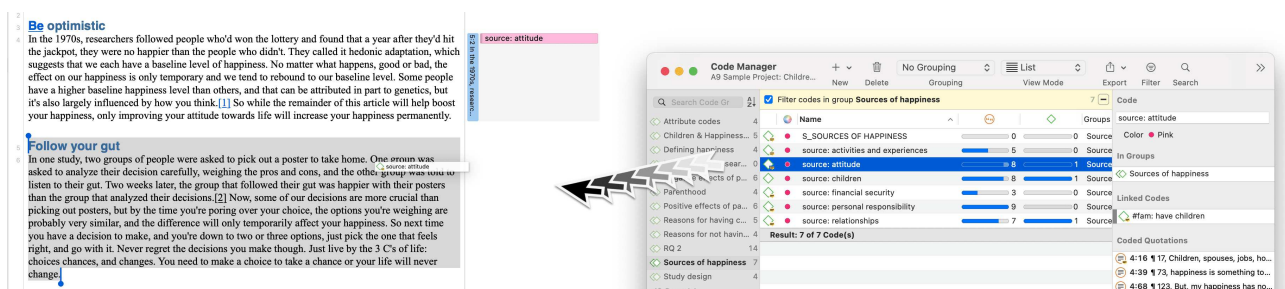 2
3
Be optimistic
4
In the 1970s, researchers followed people who'd won the lottery and found that a year after they'd hit
the jackpot, they were no happier than the people who didn't. They called it hedonic adaptation, which
suggests that we each have a baseline level of happiness. No matter what happens, good or bad, the
effect on our happiness is only temporary and we tend to rebound to our baseline level. Some people
have a higher baseline happiness level than others, and that can be attributed in part to genetics, but
it's also largely influenced by how you think.[1] So while the remainder of this article will help boost
your happiness, only improving your attitude towards life will increase your happiness permanently.
5:2 In the 1970s, researc...
source: attitude
5
Follow your gut
6
In one study, two groups of people were asked to pick out a poster to take home. One group was
asked to analyze their decision carefully, weighing the pros and cons, and the other group was told to
source: attitude
listen to their gut. Two weeks later, the group that followed their gut was happier with their posters
than the group that analyzed their decisions.[2] Now, some of our decisions are more crucial than
picking out posters, but by the time you're poring over your choice, the options you're weighing are
probably very similar, and the difference will only temporarily affect your happiness. So next time
you have a decision to make, and you're down to two or three options, just pick the one that feels
right, and go with it. Never regret the decisions you make though. Just live by the 3 C's of life:
choices chances, and changes. You need to make a choice to take a chance or your life will never
change.
Code Manager
A9 Sample Project: Childre...
New
Delete
No Grouping
Grouping
List
View Mode
Export
Filter
Search
Search Code Gr
Attribute codes 4
Children & Happiness... 5
Defining happiness 4
0
effects of p... 6
Parenthood 4
Positive effects of pa... 6
Reasons for having c... 5
Reasons for not havin... 4
RQ 2 14
Sources of happiness 7
Study design 4
Filter codes in group Sources of happiness 7
Name Groups
S_SOURCES OF HAPPINESS 0 0 Source
source: activities and experiences 5 0 Source
source: attitude 8 1 Source
source: children 8 1 Source
source: financial security 3 0 Source
source: personal responsibility 9 0 Source
source: relationships 7 1 Source
Result: 7 of 7 Code(s)
Code
source: attitude
Color Pink
In Groups
Sources of happiness
Linked Codes
#fam: have children
Coded Quotations
4:16 ¶ 17, Children, spouses, jobs, ho...
4:39 ¶ 73, happiness is something to...
4:68 ¶ 123, But, my happiness has no...